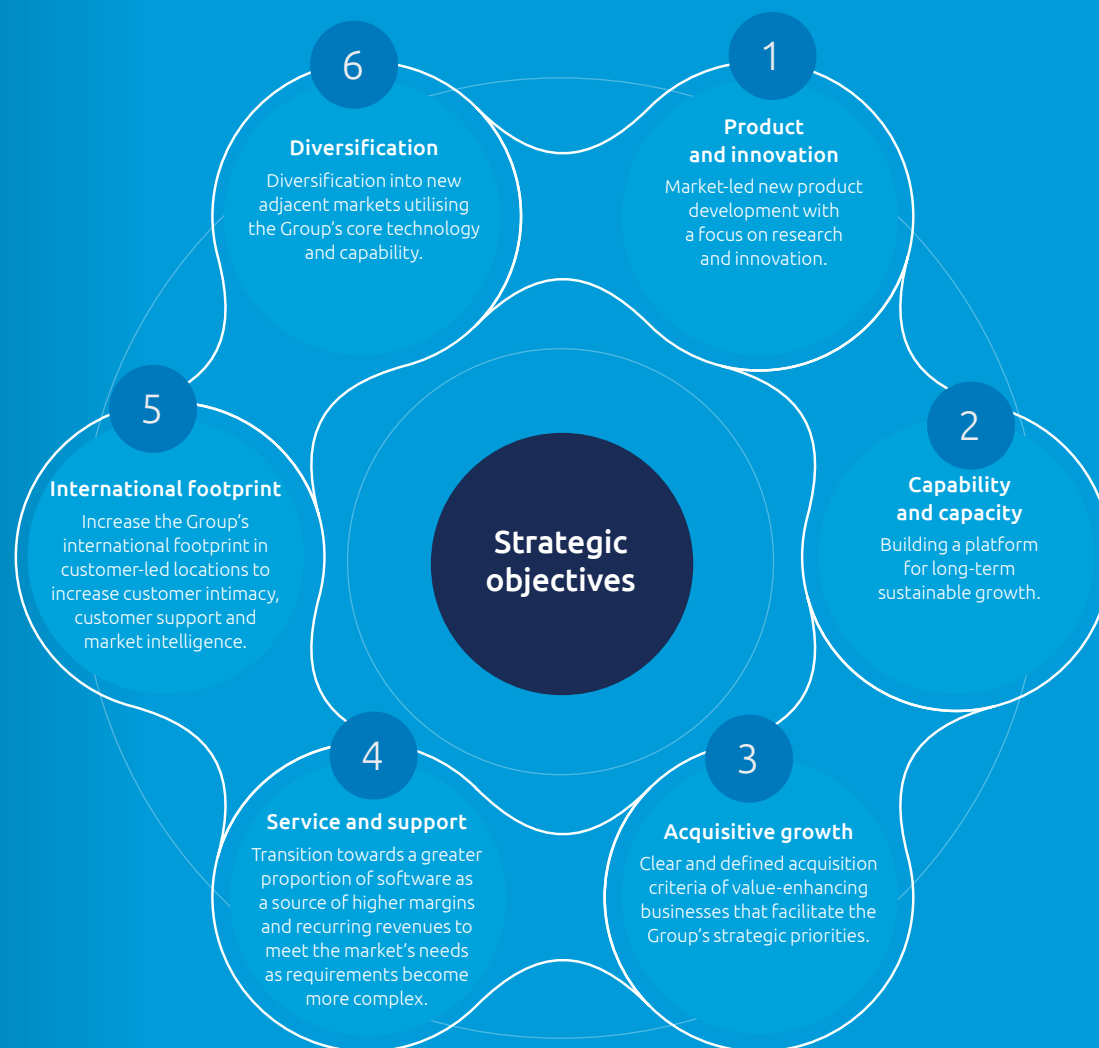 Strategic
objectives
1
Product
and innovation
Market-led new product
development with
a focus on research
and innovation.
2
Capability
and capacity
Building a platform
for long-term
sustainable growth.
3
Acquisitive growth
Clear and defined acquisition
criteria of value-enhancing
businesses that facilitate the
Group's strategic priorities.
4
Service and support
Transition towards a greater
proportion of software as
a source of higher margins
and recurring revenues to
meet the market's needs
as requirements become
more complex.
5
International footprint
Increase the Group's
international footprint in
customer-led locations to
increase customer intimacy,
customer support and
market intelligence.
6
Diversification
Diversification into new
adjacent markets utilising
the Group's core technology
and capability.